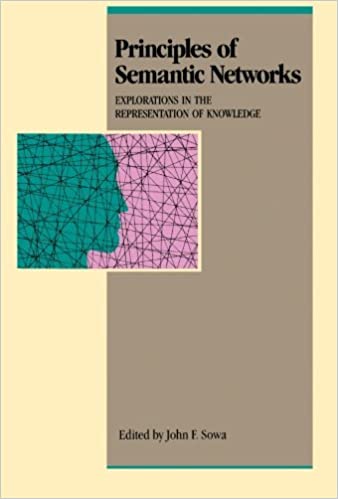 Principles of
Semantic Networks
EXPLORATIONS IN THE
REPRESENTATION OF KNOWLEDGE
Edited by John F. Sowa